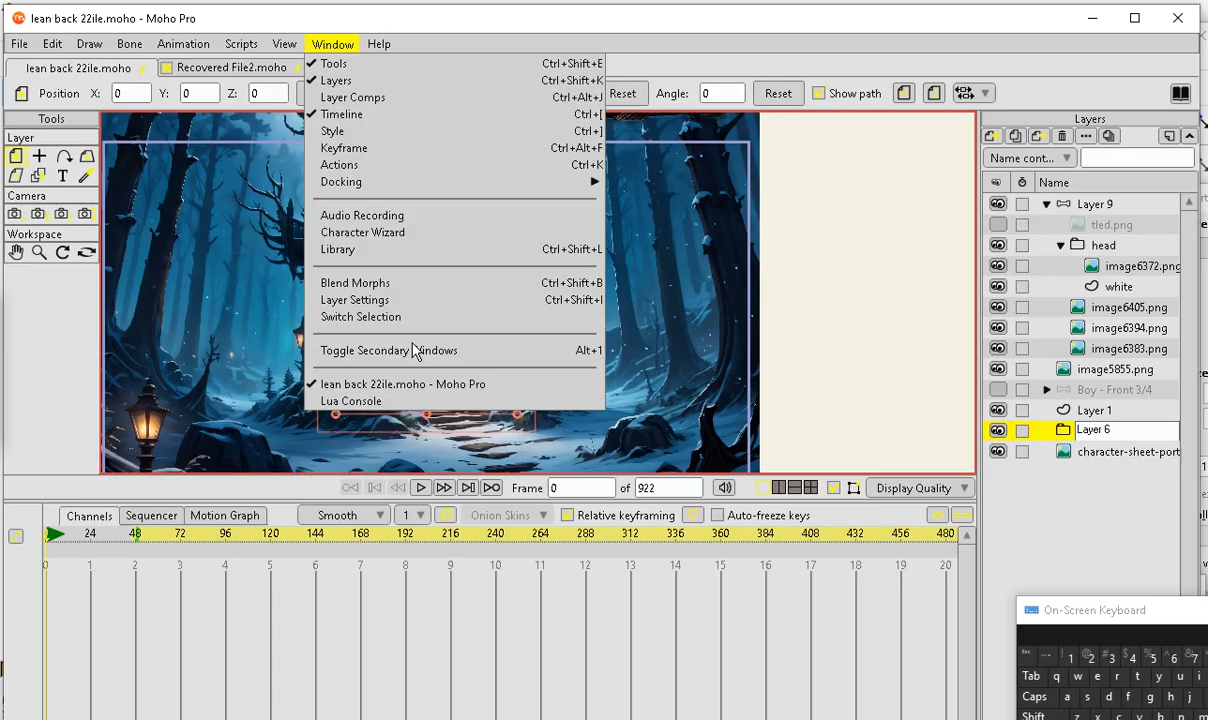 lean back 22ile.moho - Moho Pro
File Edit Draw Bone Animation Scripts View Window Help
lean back 22ile.moho Recovered File2.moho
Position X: 0 Y: 0 Z: 0 Reset Angle: 0 Reset Show path
Tools
Layer
Camera
Workspace
Tools Ctrl+Shift+E
Layers Ctrl+Shift+K
Layer Comps Ctrl+Alt+J
Timeline Ctrl+[
Style Ctrl+]
Keyframe Ctrl+Alt+F
Actions Ctrl+K
Docking
Audio Recording
Character Wizard
Library Ctrl+Shift+L
Blend Morphs Ctrl+Shift+B
Layer Settings Ctrl+Shift+I
Switch Selection
Toggle Secondary Windows Alt+1
lean back 22ile.moho - Moho Pro
Lua Console
Layers
Name cont...
Name
Layer 9
tled.png
head
image6372.png
white
image6405.png
image6394.png
image6383.png
image5855.png
Boy - Front 3/4
Layer 1
Layer 6
character-sheet-port
Frame 0 of 922 Display Quality
Channels Sequencer Motion Graph Smooth 1 Onion Skins Relative keyframing Auto-freeze keys
24 48 72 96 120 144 168 192 216 240 264 288 312 336 360 384 408 432 456 480
0 1 2 3 4 5 6 7 8 9 10 11 12 13 14 15 16 17 18 19 20
On-Screen Keyboard
Esc ~ ` ! 1 @ 2 # 3 $ 4 % 5 ^ 6 & 7
Tab q w e r t y u i
Caps a s d f g h j
Shift z x c v b n m